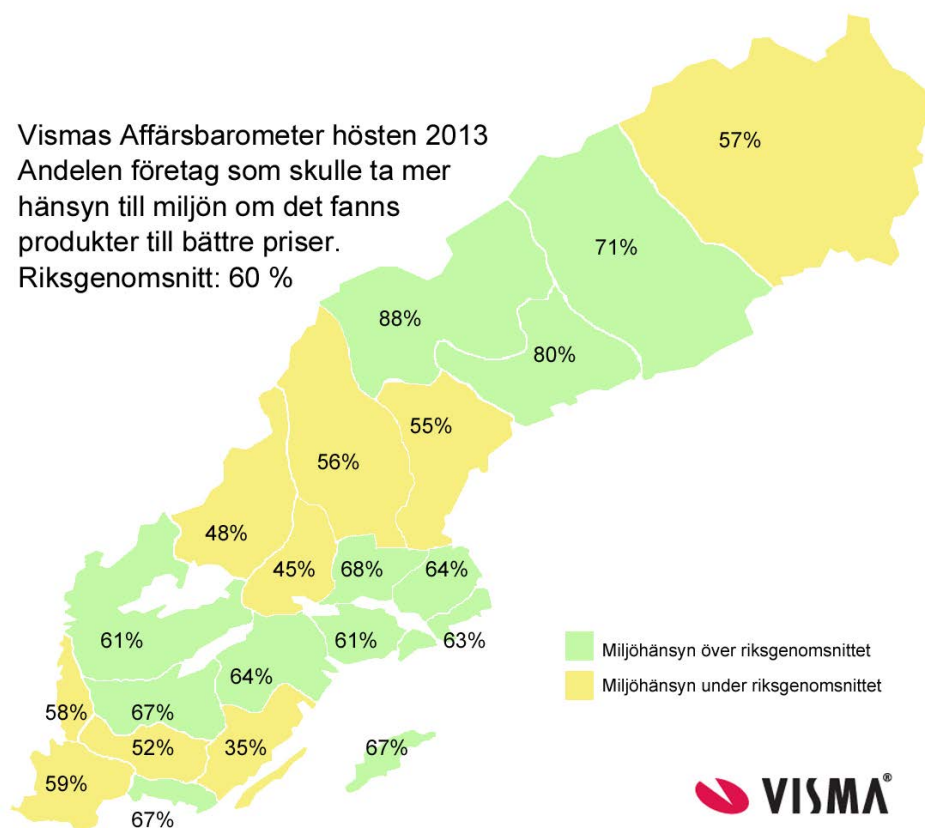 Vismas Affärsbarometer hösten 2013
Andelen företag som skulle ta mer
hänsyn till miljön om det fanns
produkter till bättre priser.
Riksgenomsnitt: 60 %
57%
71%
88%
80%
55%
56%
48%
45%
68%
64%
61%
61%
63%
64%
58%
67%
52%
35%
67%
59%
67%
Miljöhänsyn över riksgenomsnittet
Miljöhänsyn under riksgenomsnittet
VISMA®